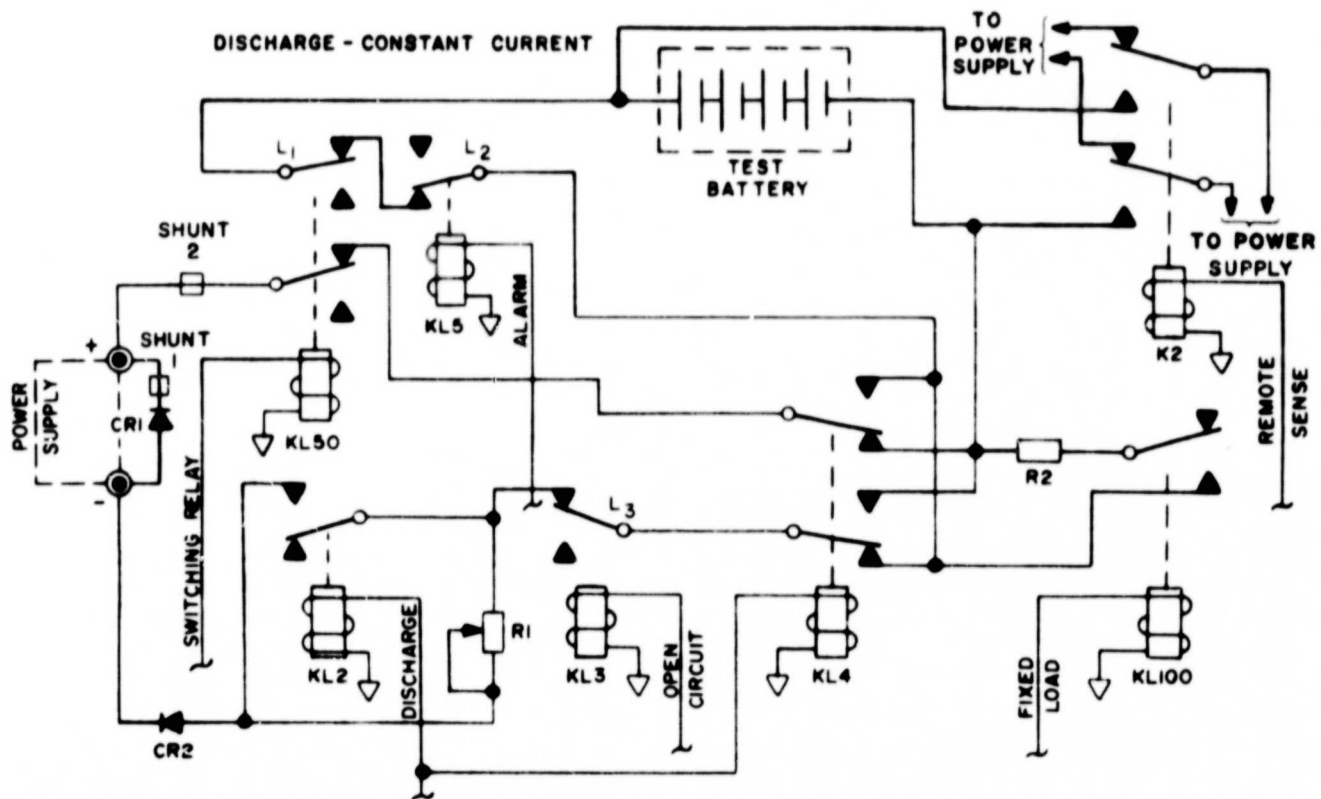 DISCHARGE - CONSTANT CURRENT
TO
POWER
SUPPLY
TEST
BATTERY
L1
L2
SHUNT
2
TO POWER
SUPPLY
KL5
ALARM
K2
+
SHUNT
1
POWER
SUPPLY
CR1
KL50
REMOTE
SENSE
-
SWITCHING RELAY
R2
L3
KL2
DISCHARGE
R1
KL3
OPEN
CIRCUIT
KL4
FIXED
LOAD
KL100
CR2